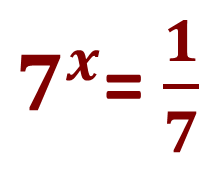 7^x = 1/7